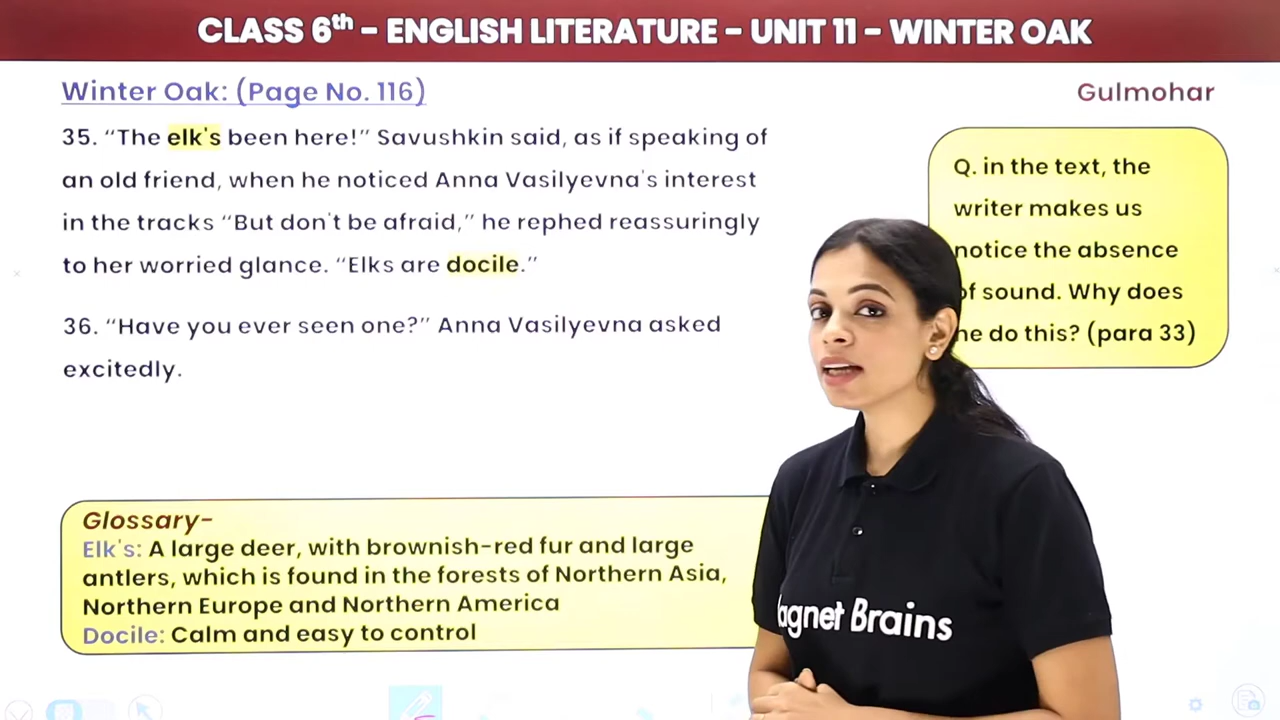 CLASS 6th - ENGLISH LITERATURE - UNIT 11 - WINTER OAK
Winter Oak: (Page No. 116)
Gulmohar
35. “The elk's been here!” Savushkin said, as if speaking of
an old friend, when he noticed Anna Vasilyevna's interest
in the tracks “But don't be afraid,” he rephed reassuringly
to her worried glance. “Elks are docile.”
36. “Have you ever seen one?” Anna Vasilyevna asked
excitedly.
Q. in the text, the
writer makes us
notice the absence
of sound. Why does
he do this? (para 33)
Glossary-
Elk's: A large deer, with brownish-red fur and large
antlers, which is found in the forests of Northern Asia,
Northern Europe and Northern America
Docile: Calm and easy to control
agnet Brains